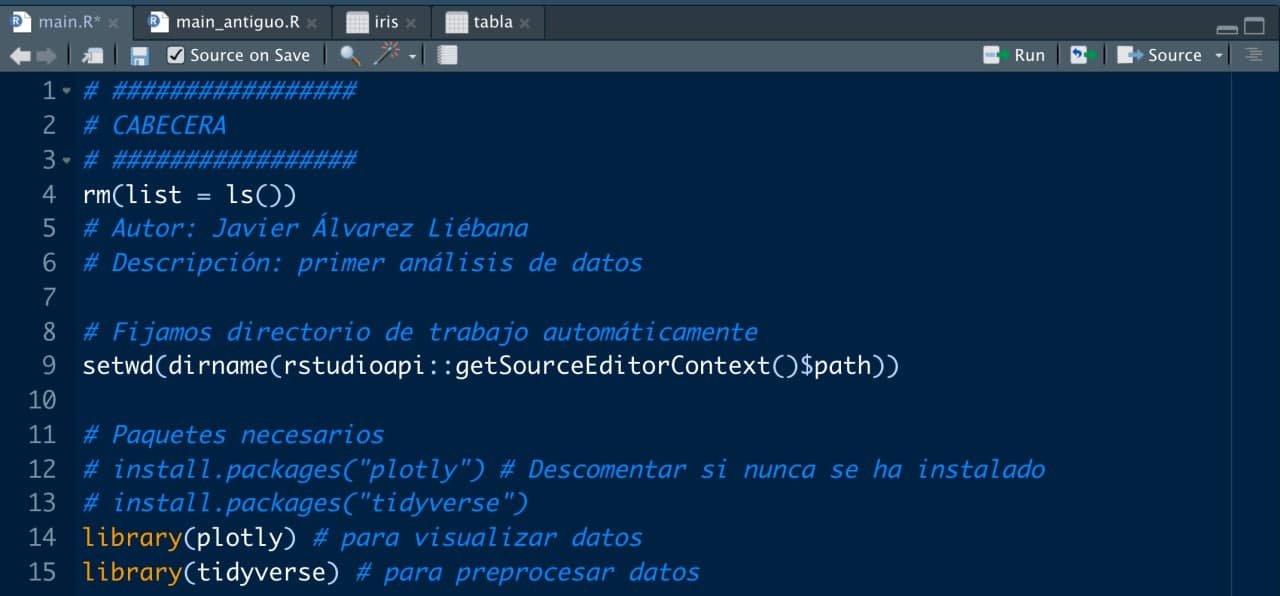 main.R* × main_antiguo.R × iris × tabla ×
Source on Save Run Source
1 # #################
2 # CABECERA
3 # #################
4 rm(list = ls())
5 # Autor: Javier Álvarez Liébana
6 # Descripción: primer análisis de datos
7
8 # Fijamos directorio de trabajo automáticamente
9 setwd(dirname(rstudioapi::getSourceEditorContext()$path))
10
11 # Paquetes necesarios
12 # install.packages("plotly") # Descomentar si nunca se ha instalado
13 # install.packages("tidyverse")
14 library(plotly) # para visualizar datos
15 library(tidyverse) # para preprocesar datos